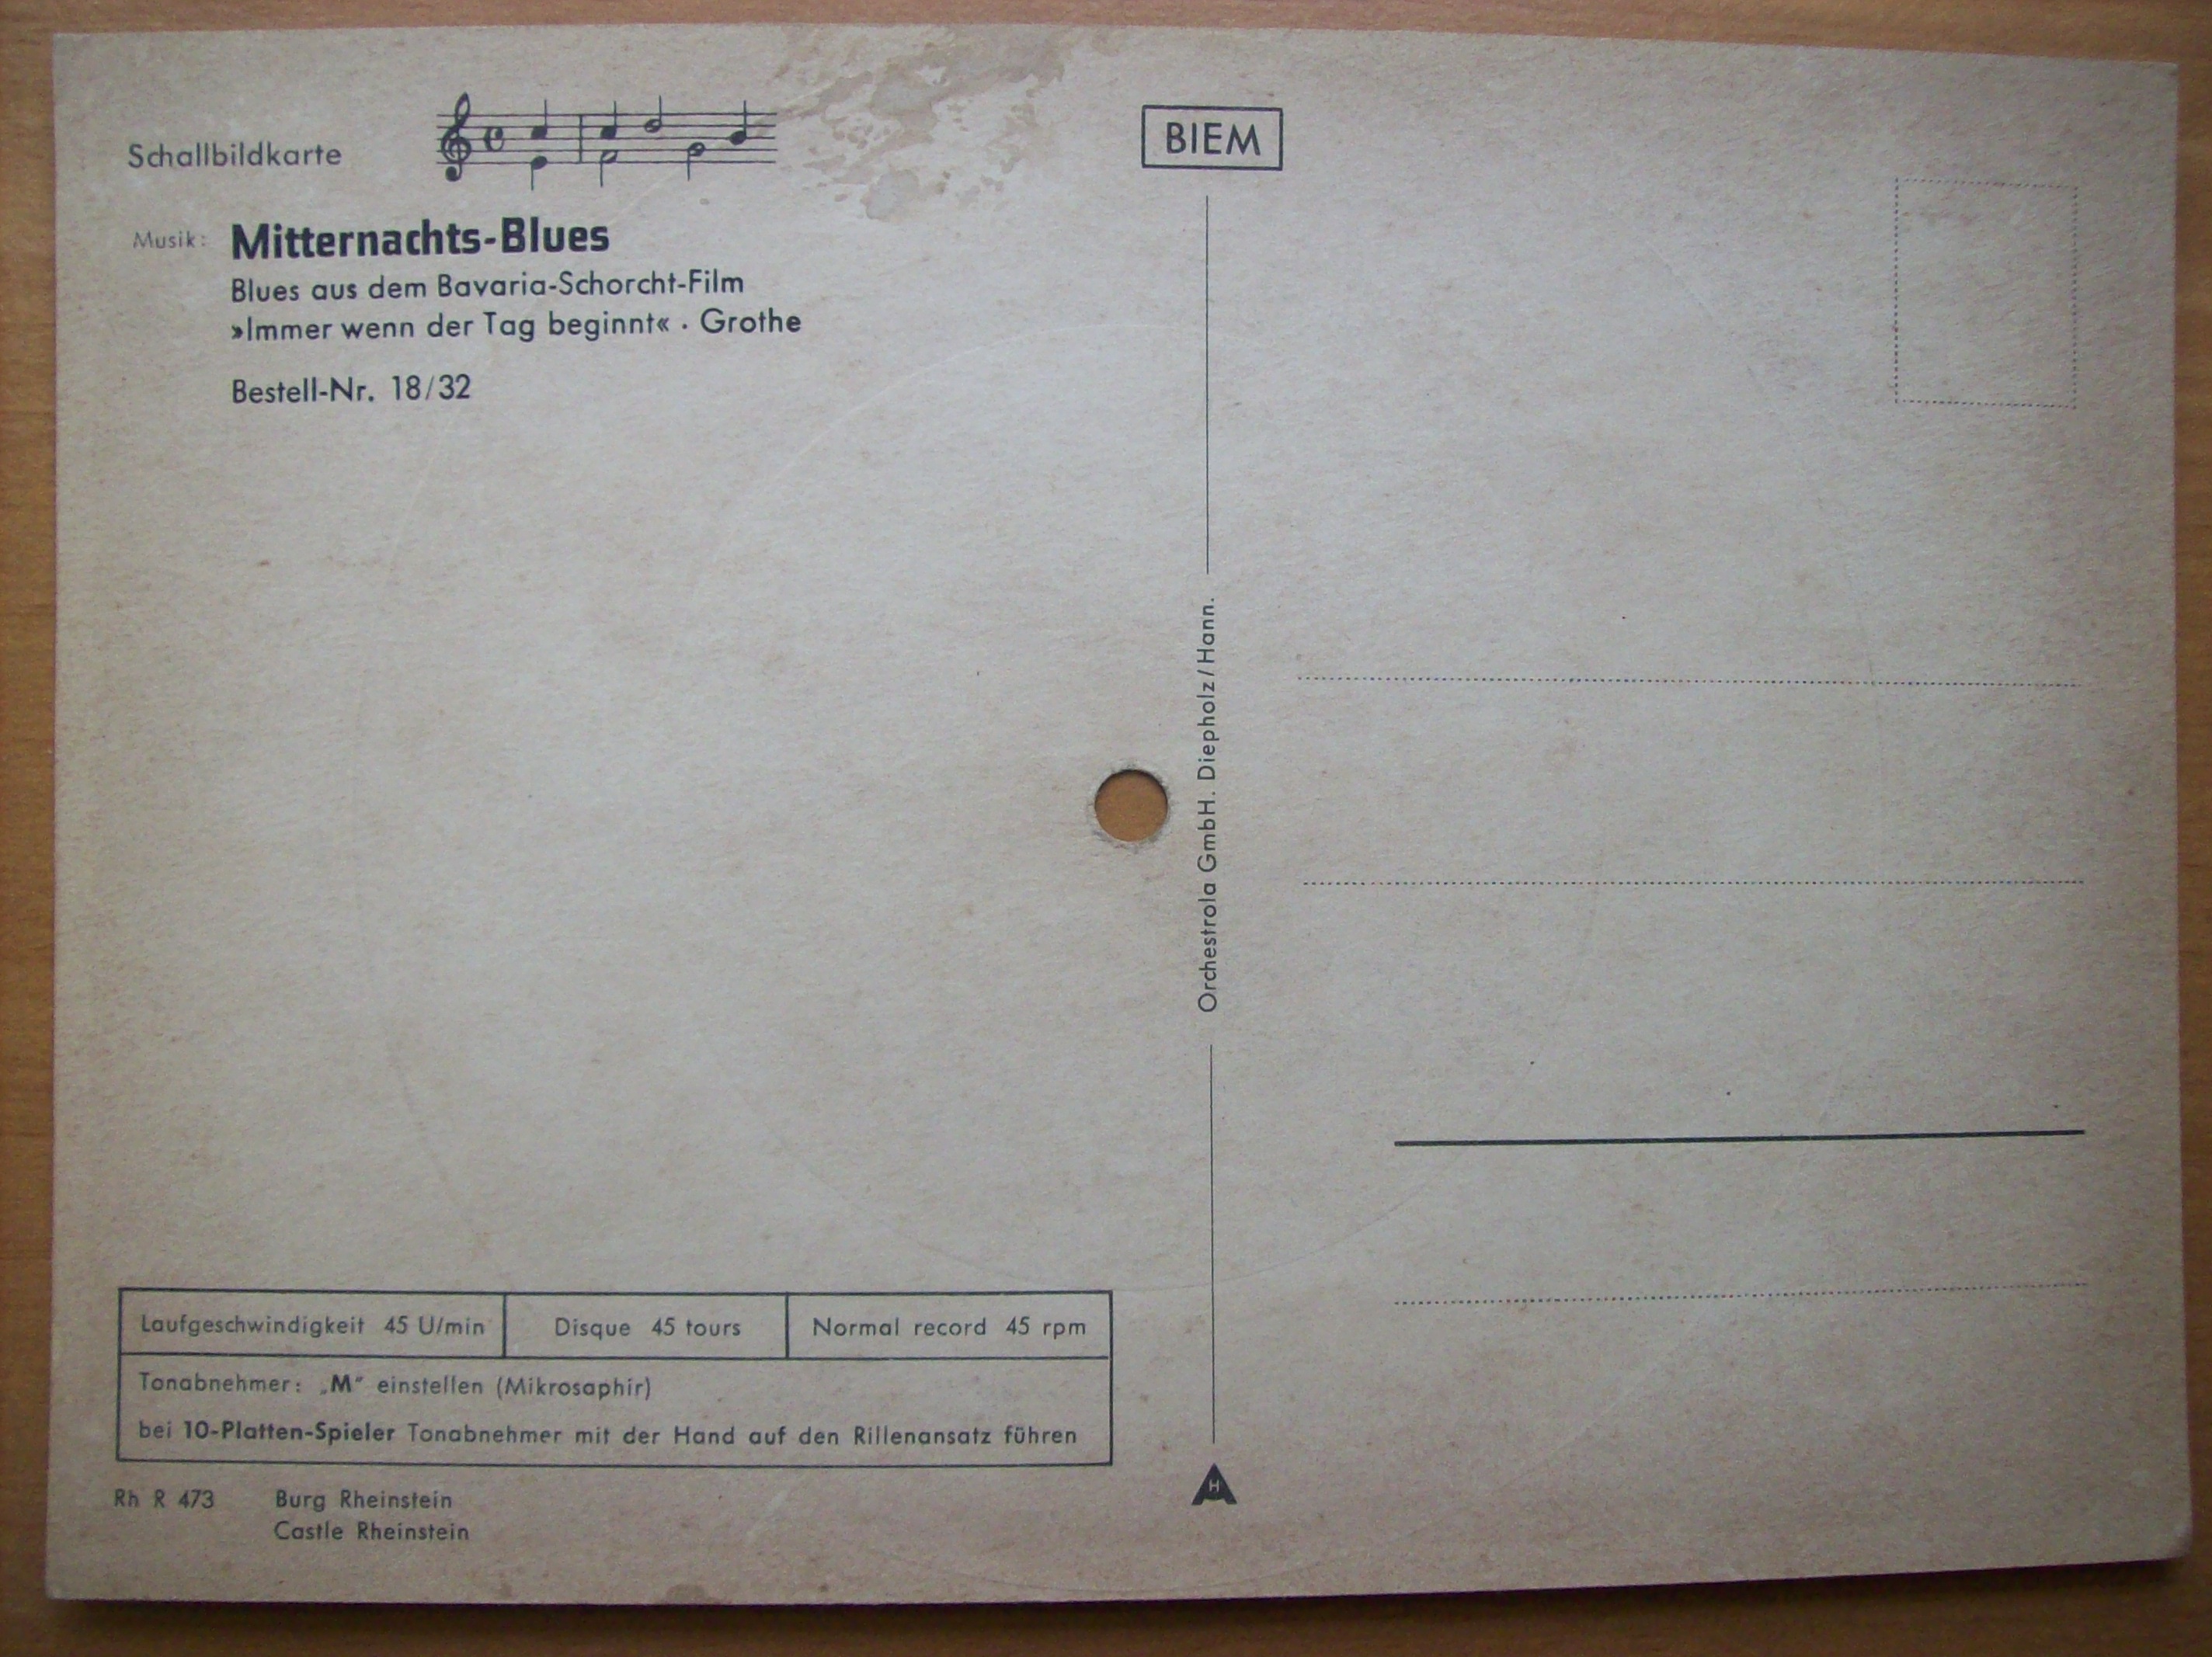 Schallbildkarte
BIEM
Musik: Mitternachts-Blues
Blues aus dem Bavaria-Schorcht-Film
»Immer wenn der Tag beginnt« · Grothe
Bestell-Nr. 18/32
Orchestrola GmbH. Diepholz/Hann.
Laufgeschwindigkeit 45 U/min
Disque 45 tours
Normal record 45 rpm
Tonabnehmer: „M“ einstellen (Mikrosaphir)
bei 10-Platten-Spieler Tonabnehmer mit der Hand auf den Rillenansatz führen
Rh R 473 Burg Rheinstein
Castle Rheinstein
H